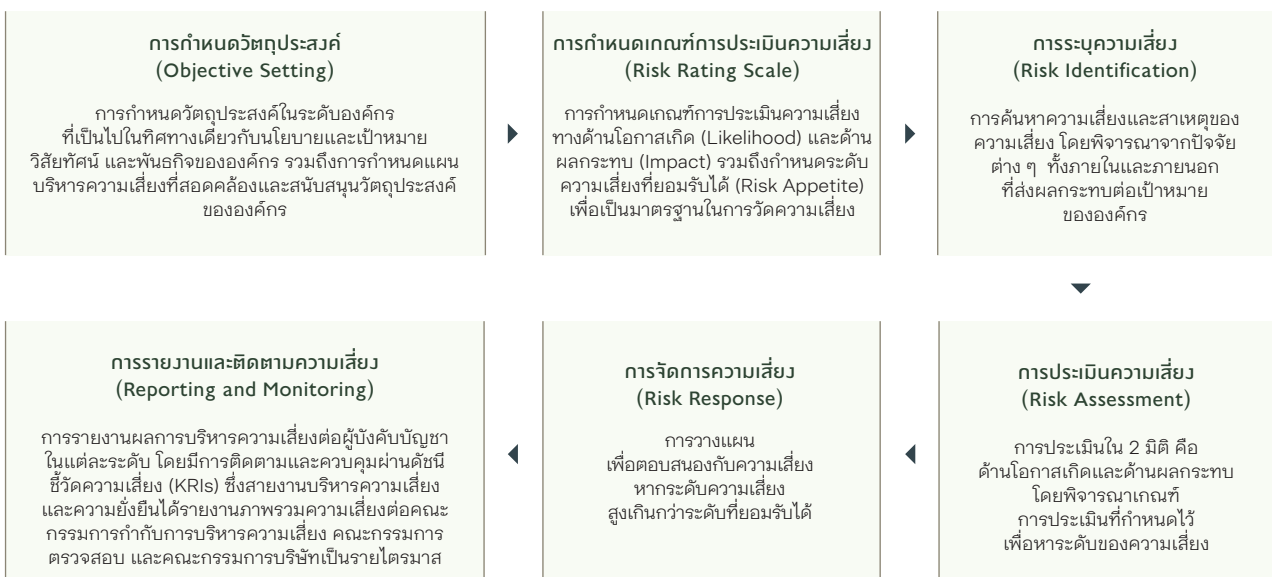 การกำหนดวัตถุประสงค์
(Objective Setting)
การกำหนดวัตถุประสงค์ในระดับองค์กร
ที่เป็นไปในทิศทางเดียวกับนโยบายและเป้าหมาย
วิสัยทัศน์ และพันธกิจขององค์กร รวมถึงการกำหนดแผน
บริหารความเสี่ยงที่สอดคล้องและสนับสนุนวัตถุประสงค์
ขององค์กร
การกำหนดเกณฑ์การประเมินความเสี่ยง
(Risk Rating Scale)
การกำหนดเกณฑ์การประเมินความเสี่ยง
ทางด้านโอกาสเกิด (Likelihood) และด้าน
ผลกระทบ (Impact) รวมถึงกำหนดระดับ
ความเสี่ยงที่ยอมรับได้ (Risk Appetite)
เพื่อเป็นมาตรฐานในการวัดความเสี่ยง
การระบุความเสี่ยง
(Risk Identification)
การค้นหาความเสี่ยงและสาเหตุของ
ความเสี่ยง โดยพิจารณาจากปัจจัย
ต่าง ๆ ทั้งภายในและภายนอก
ที่ส่งผลกระทบต่อเป้าหมาย
ขององค์กร
การประเมินความเสี่ยง
(Risk Assessment)
การประเมินใน 2 มิติ คือ
ด้านโอกาสเกิดและด้านผลกระทบ
โดยพิจารณาเกณฑ์
การประเมินที่กำหนดไว้
เพื่อหาระดับของความเสี่ยง
การจัดการความเสี่ยง
(Risk Response)
การวางแผน
เพื่อตอบสนองกับความเสี่ยง
หากระดับความเสี่ยง
สูงเกินกว่าระดับที่ยอมรับได้
การรายงานและติดตามความเสี่ยง
(Reporting and Monitoring)
การรายงานผลการบริหารความเสี่ยงต่อผู้บังคับบัญชา
ในแต่ละระดับ โดยมีการติดตามและควบคุมผ่านดัชนี
ชี้วัดความเสี่ยง (KRIs) ซึ่งสายงานบริหารความเสี่ยง
และความยั่งยืนได้รายงานภาพรวมความเสี่ยงต่อคณะ
กรรมการกำกับการบริหารความเสี่ยง คณะกรรมการ
ตรวจสอบ และคณะกรรมการบริษัทเป็นรายไตรมาส